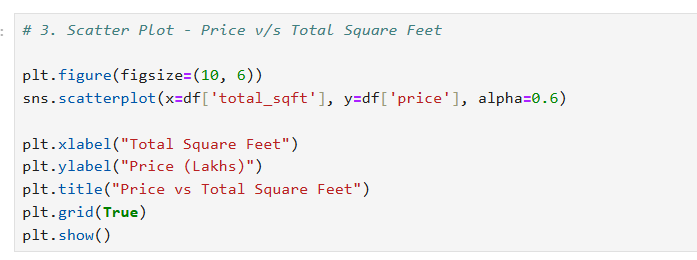 :
# 3. Scatter Plot - Price v/s Total Square Feet
plt.figure(figsize=(10, 6))
sns.scatterplot(x=df['total_sqft'], y=df['price'], alpha=0.6)
plt.xlabel("Total Square Feet")
plt.ylabel("Price (Lakhs)")
plt.title("Price vs Total Square Feet")
plt.grid(True)
plt.show()